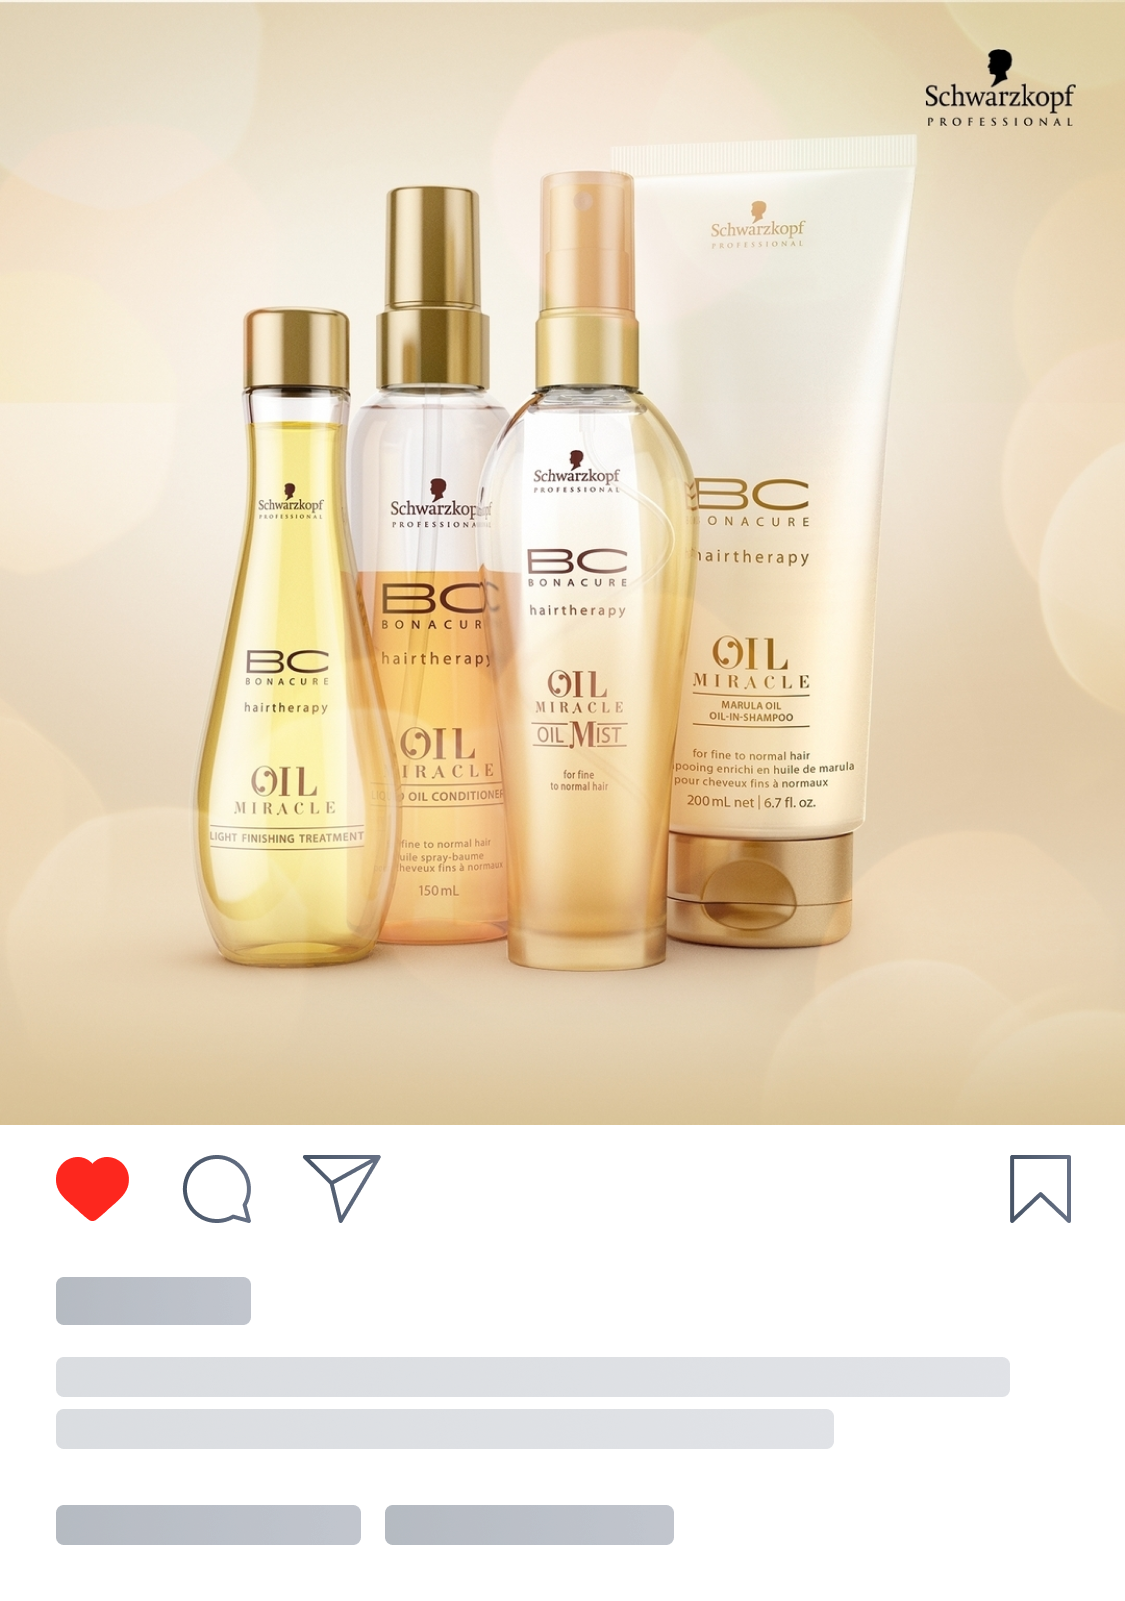 Schwarzkopf
PROFESSIONAL
Schwarzkopf
PROFESSIONAL
BC
BONACURE
hairtherapy
OIL
MIRACLE
LIGHT FINISHING TREATMENT
Schwarzkopf
PROFESSIONAL
BC
BONACUR
hairtherapy
OIL
MIRACLE
OIL CONDITIONER
fine to normal hair
uile spray-baume
heveux fins à normaux
150 mL
Schwarzkopf
PROFESSIONAL
BC
BONACURE
hairtherapy
OIL
MIRACLE
OIL MIST
for fine
to normal hair
Schwarzkopf
PROFESSIONAL
BC
ONACURE
hairtherapy
OIL
MIRACLE
MARULA OIL
OIL-IN-SHAMPOO
for fine to normal hair
pooing enrichi en huile de marula
pour cheveux fins à normaux
200 mL net | 6.7 fl. oz.